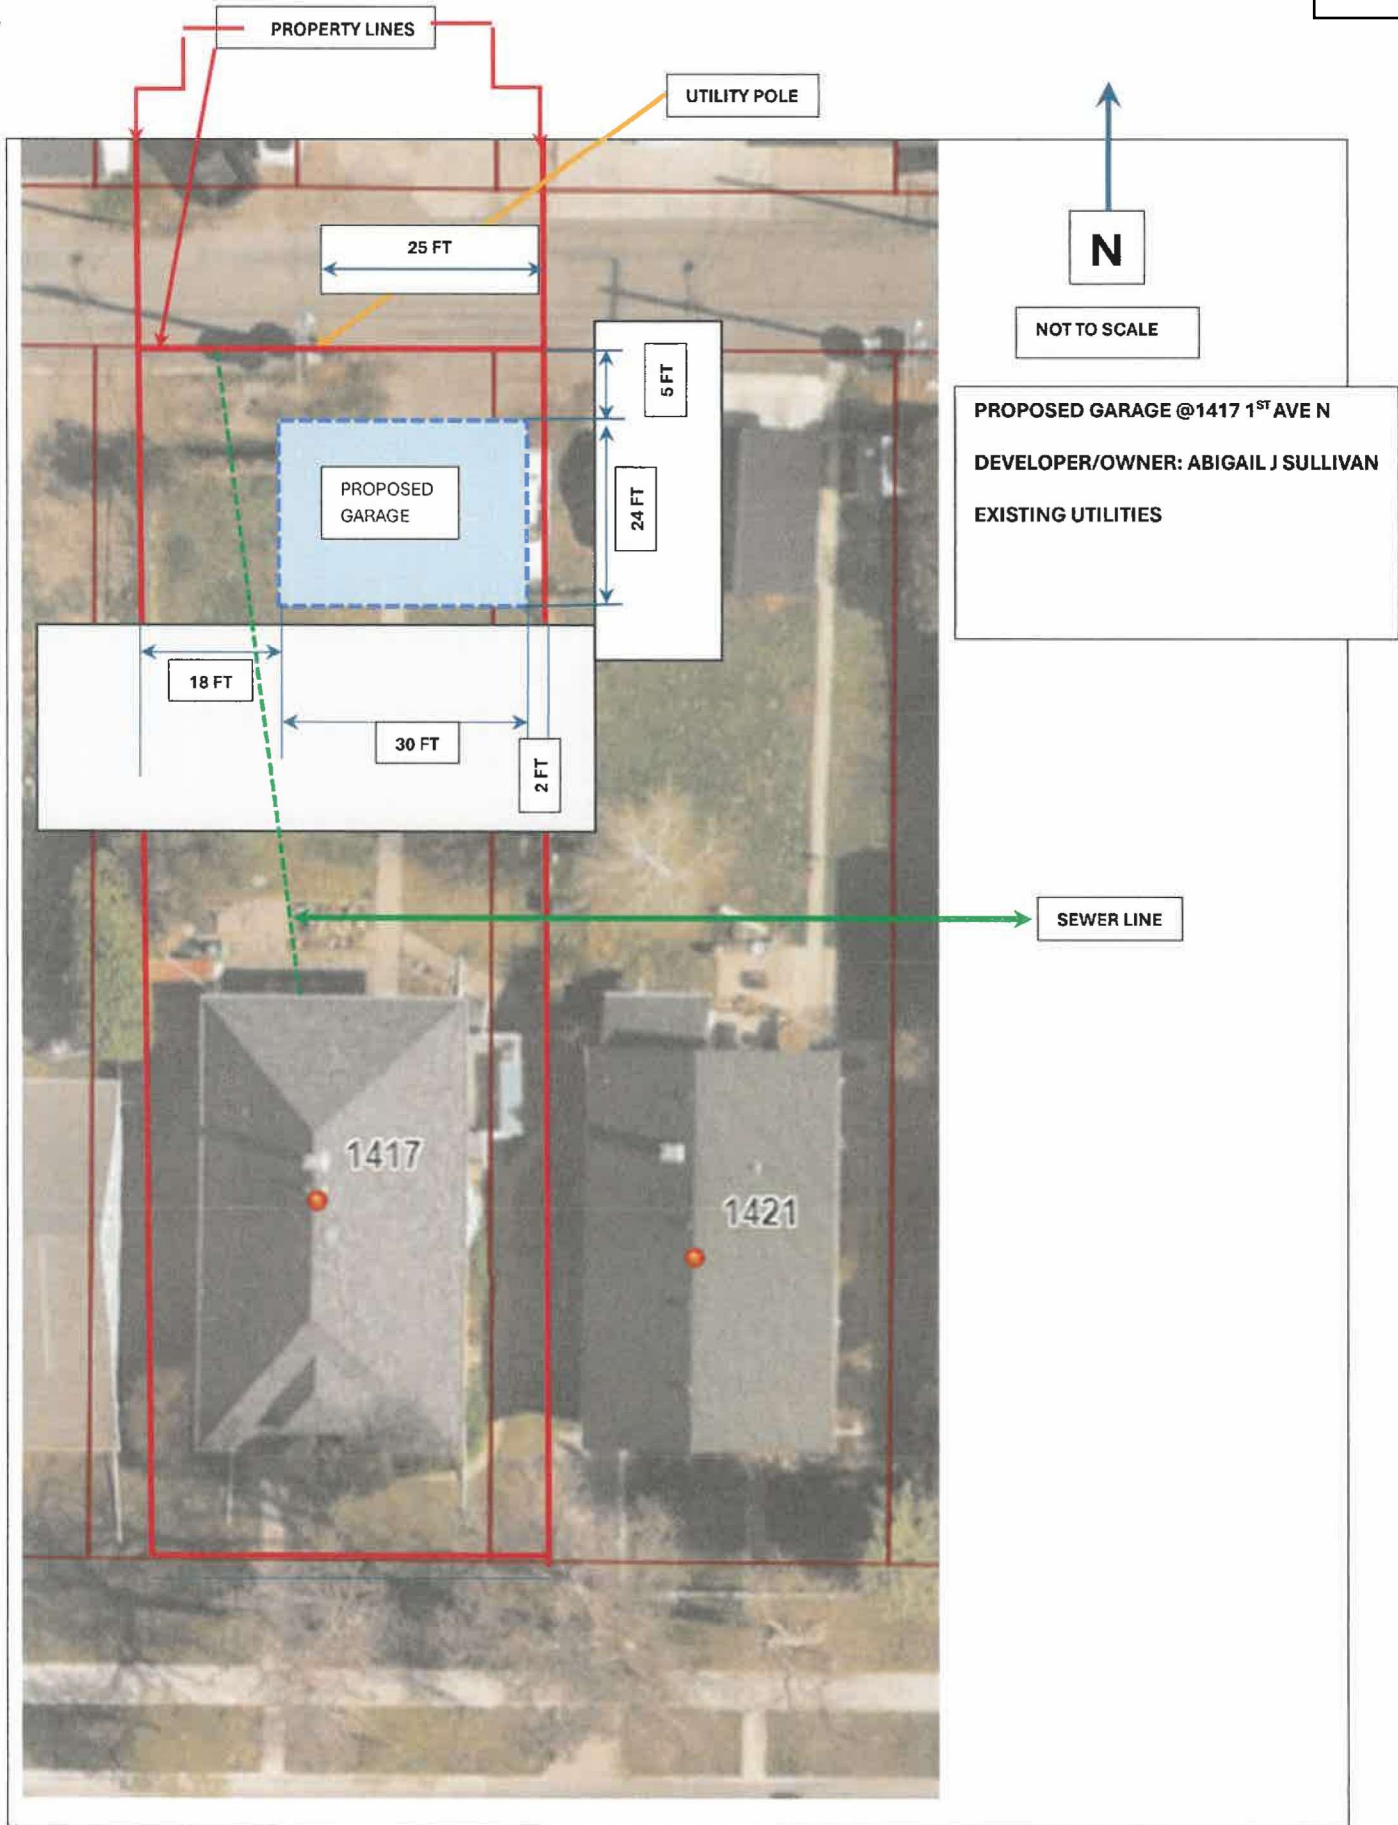 PROPERTY LINES
UTILITY POLE
25 FT
N
NOT TO SCALE
5 FT
PROPOSED GARAGE @1417 1ST AVE N
DEVELOPER/OWNER: ABIGAIL J SULLIVAN
EXISTING UTILITIES
PROPOSED
GARAGE
24 FT
18 FT
30 FT
2 FT
SEWER LINE
1417
1421